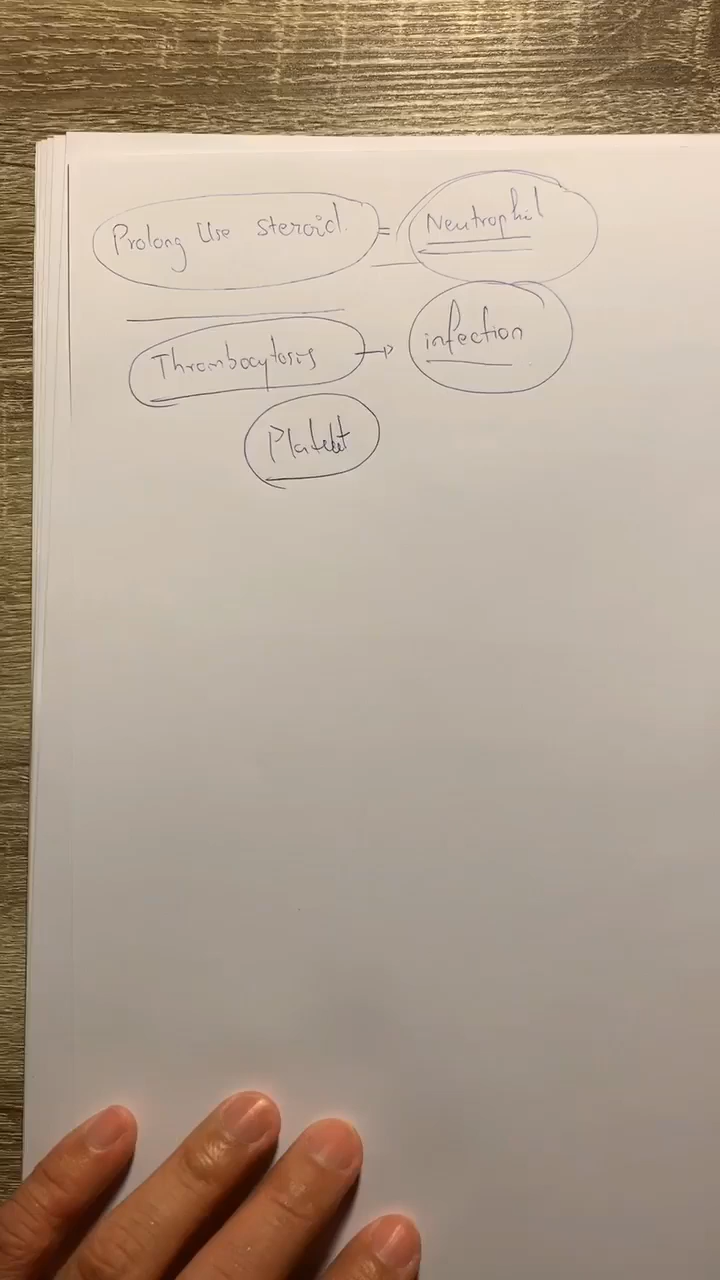 Prolong Use steroid. = Neutrophil
Thrombocytosis → infection
Platelet